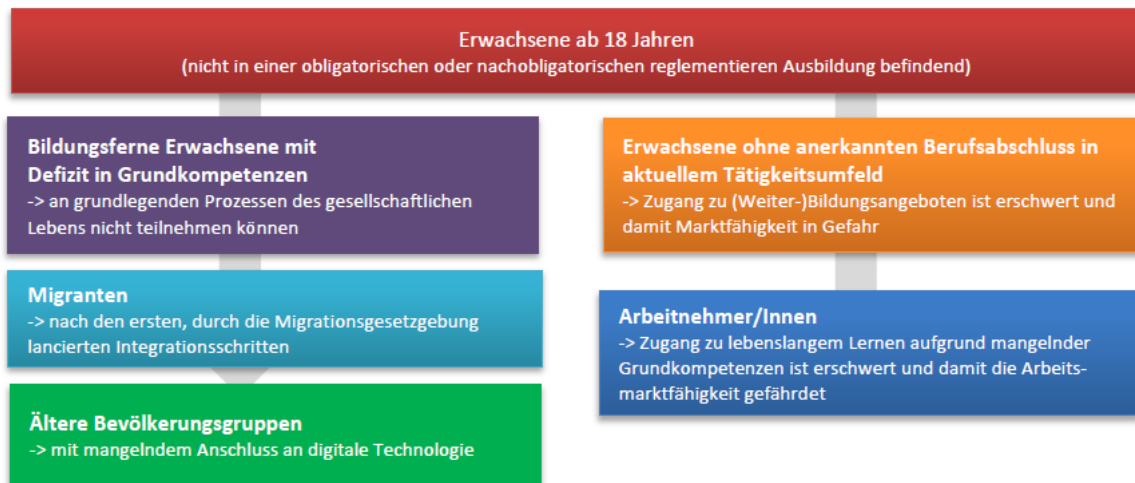 Erwachsene ab 18 Jahren
(nicht in einer obligatorischen oder nachobligatorischen reglementieren Ausbildung befindend)
Bildungsferne Erwachsene mit
Defizit in Grundkompetenzen
-> an grundlegenden Prozessen des gesellschaftlichen
Lebens nicht teilnehmen können
Migranten
-> nach den ersten, durch die Migrationsgesetzgebung
lancierten Integrationsschritten
Ältere Bevölkerungsgruppen
-> mit mangelndem Anschluss an digitale Technologie
Erwachsene ohne anerkannten Berufsabschluss in
aktuellem Tätigkeitsumfeld
-> Zugang zu (Weiter-)Bildungsangeboten ist erschwert und
damit Marktfähigkeit in Gefahr
Arbeitnehmer/Innen
-> Zugang zu lebenslangem Lernen aufgrund mangelnder
Grundkompetenzen ist erschwert und damit die Arbeits-
marktfähigkeit gefährdet